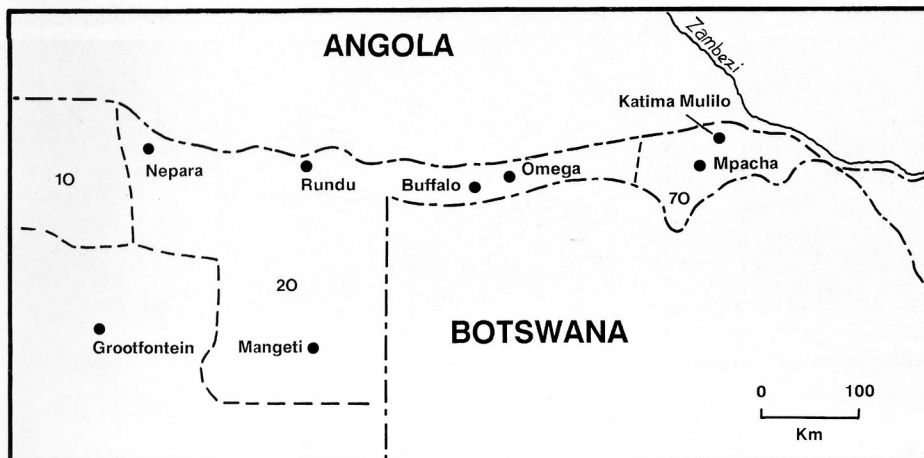 ANGOLA
Zambezi
Katima Mulilo
Nepara
Rundu
Buffalo
Omega
Mpacha
10
70
20
Grootfontein
Mangeti
BOTSWANA
0 100
Km